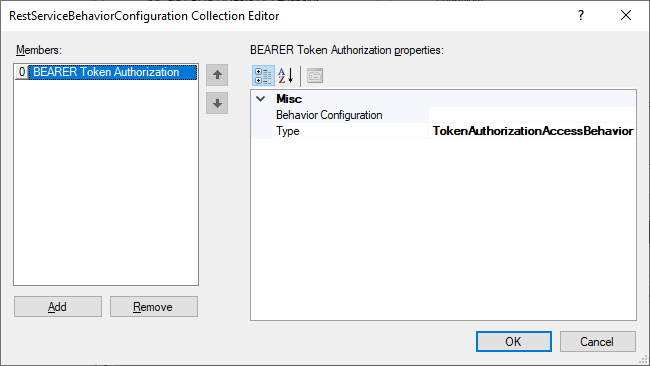 RestServiceBehaviorConfiguration Collection Editor
?
Members:
0 BEARER Token Authorization
Add
Remove
BEARER Token Authorization properties:
A
Z
Misc
Behavior Configuration
Type TokenAuthorizationAccessBehavior
OK
Cancel